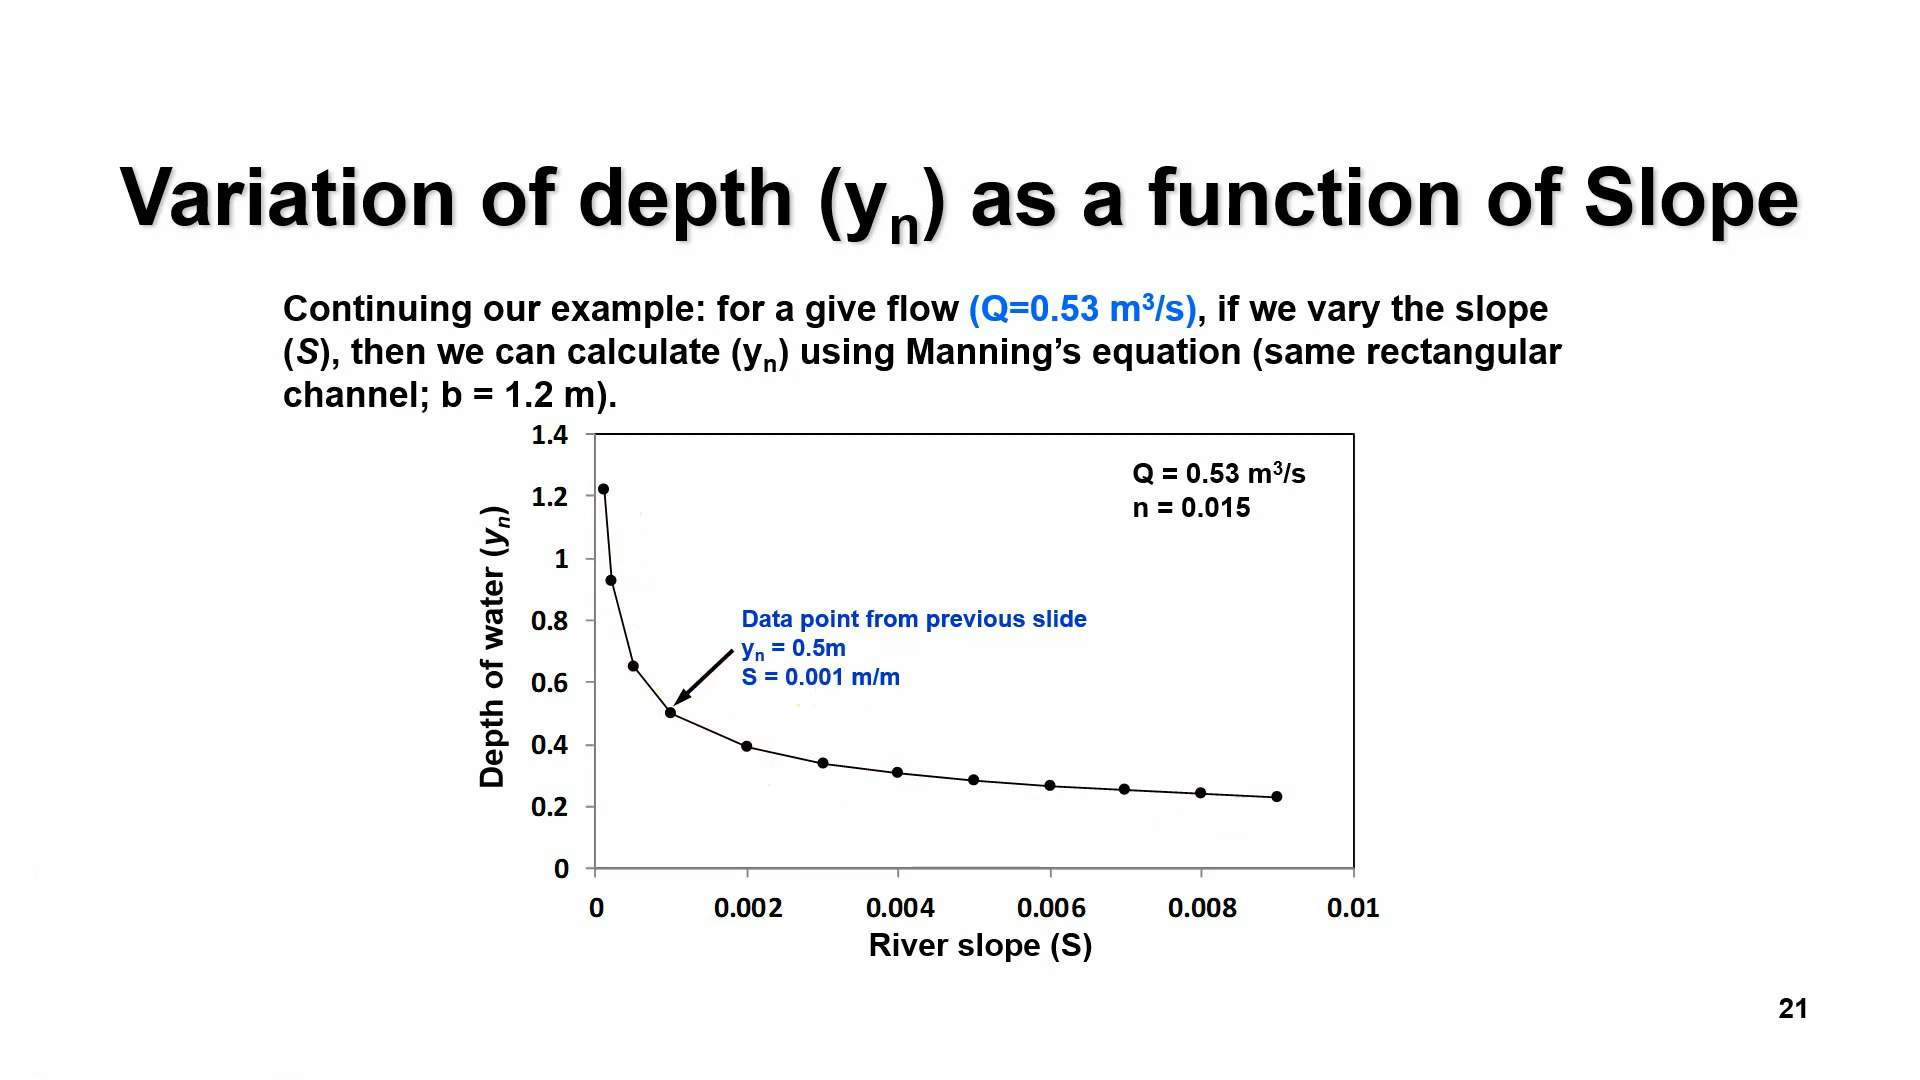 Variation of depth (yn) as a function of Slope
Continuing our example: for a give flow (Q=0.53 m³/s), if we vary the slope
(S), then we can calculate (yn) using Manning’s equation (same rectangular
channel; b = 1.2 m).
1.4
1.2
1
0.8
0.6
0.4
0.2
0
Depth of water (yn)
Q = 0.53 m³/s
n = 0.015
Data point from previous slide
yn = 0.5m
S = 0.001 m/m
0 0.002 0.004 0.006 0.008 0.01
River slope (S)
21